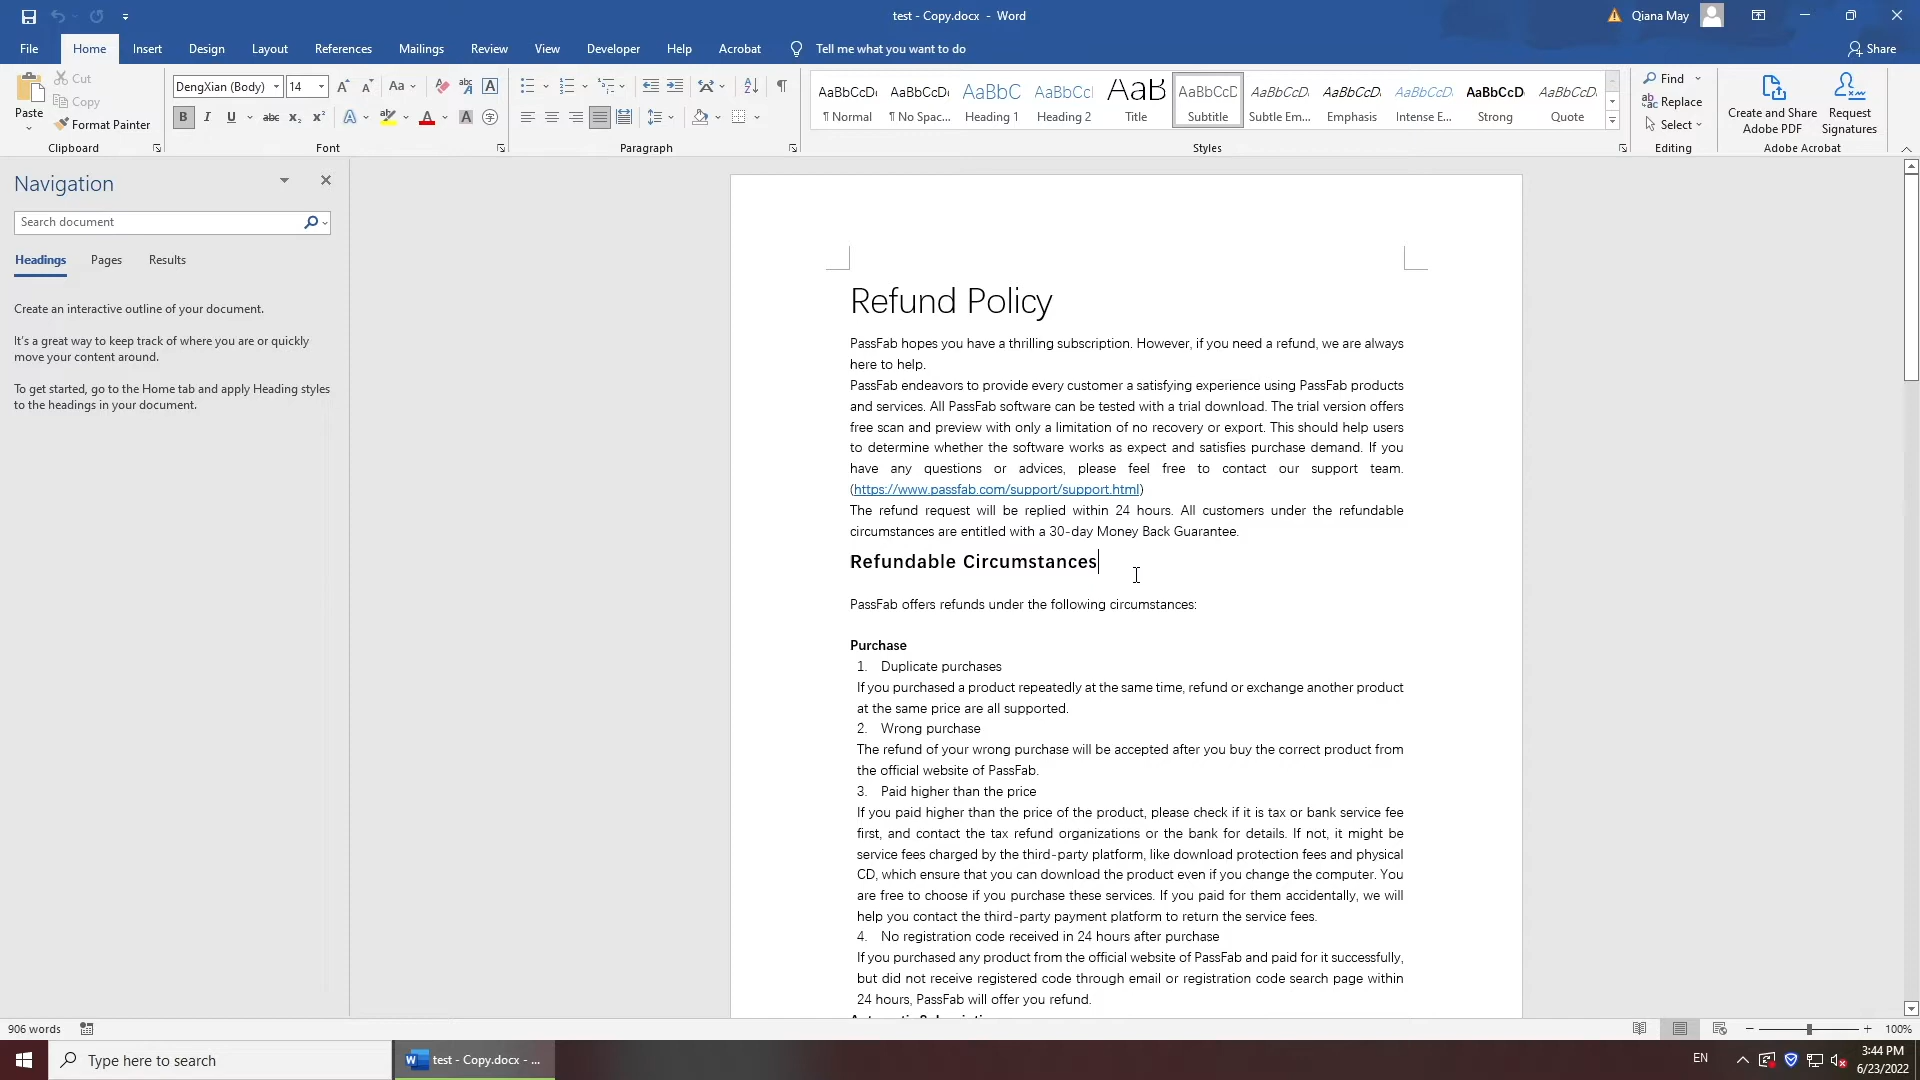 test - Copy.docx - Word
Qiana May
File Home Insert Design Layout References Mailings Review View Developer Help Acrobat Tell me what you want to do Share
Paste
Cut
Copy
Format Painter
Clipboard
DengXian (Body) 14
Font
Paragraph
AaBbCcDc AaBbCcDc AaBbC AaBbCcl AaB AaBbCcD AaBbCcD. AaBbCcD. AaBbCcD. AaBbCcD AaBbCcD.
¶ Normal ¶ No Spac... Heading 1 Heading 2 Title Subtitle Subtle Em... Emphasis Intense E... Strong Quote
Styles
Find
Replace
Select
Editing
Create and Share Adobe PDF
Request Signatures
Adobe Acrobat
Navigation
Search document
Headings Pages Results
Create an interactive outline of your document.
It's a great way to keep track of where you are or quickly
move your content around.
To get started, go to the Home tab and apply Heading styles
to the headings in your document.
Refund Policy
PassFab hopes you have a thrilling subscription. However, if you need a refund, we are always
here to help.
PassFab endeavors to provide every customer a satisfying experience using PassFab products
and services. All PassFab software can be tested with a trial download. The trial version offers
free scan and preview with only a limitation of no recovery or export. This should help users
to determine whether the software works as expect and satisfies purchase demand. If you
have any questions or advices, please feel free to contact our support team.
(https://www.passfab.com/support/support.html)
The refund request will be replied within 24 hours. All customers under the refundable
circumstances are entitled with a 30-day Money Back Guarantee.
Refundable Circumstances
PassFab offers refunds under the following circumstances:
Purchase
1. Duplicate purchases
If you purchased a product repeatedly at the same time, refund or exchange another product
at the same price are all supported.
2. Wrong purchase
The refund of your wrong purchase will be accepted after you buy the correct product from
the official website of PassFab.
3. Paid higher than the price
If you paid higher than the price of the product, please check if it is tax or bank service fee
first, and contact the tax refund organizations or the bank for details. If not, it might be
service fees charged by the third-party platform, like download protection fees and physical
CD, which ensure that you can download the product even if you change the computer. You
are free to choose if you purchase these services. If you paid for them accidentally, we will
help you contact the third-party payment platform to return the service fees.
4. No registration code received in 24 hours after purchase
If you purchased any product from the official website of PassFab and paid for it successfully,
but did not receive registered code through email or registration code search page within
24 hours, PassFab will offer you refund.
906 words
100%
Type here to search
test - Copy.docx - ...
EN
3:44 PM
6/23/2022